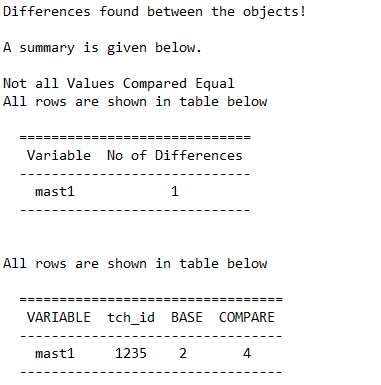 Differences found between the objects!
A summary is given below.
Not all Values Compared Equal
All rows are shown in table below
=============================
Variable  No of Differences
-----------------------------
mast1  1
-----------------------------
All rows are shown in table below
=================================
VARIABLE  tch_id  BASE  COMPARE
---------------------------------
mast1  1235  2  4
---------------------------------